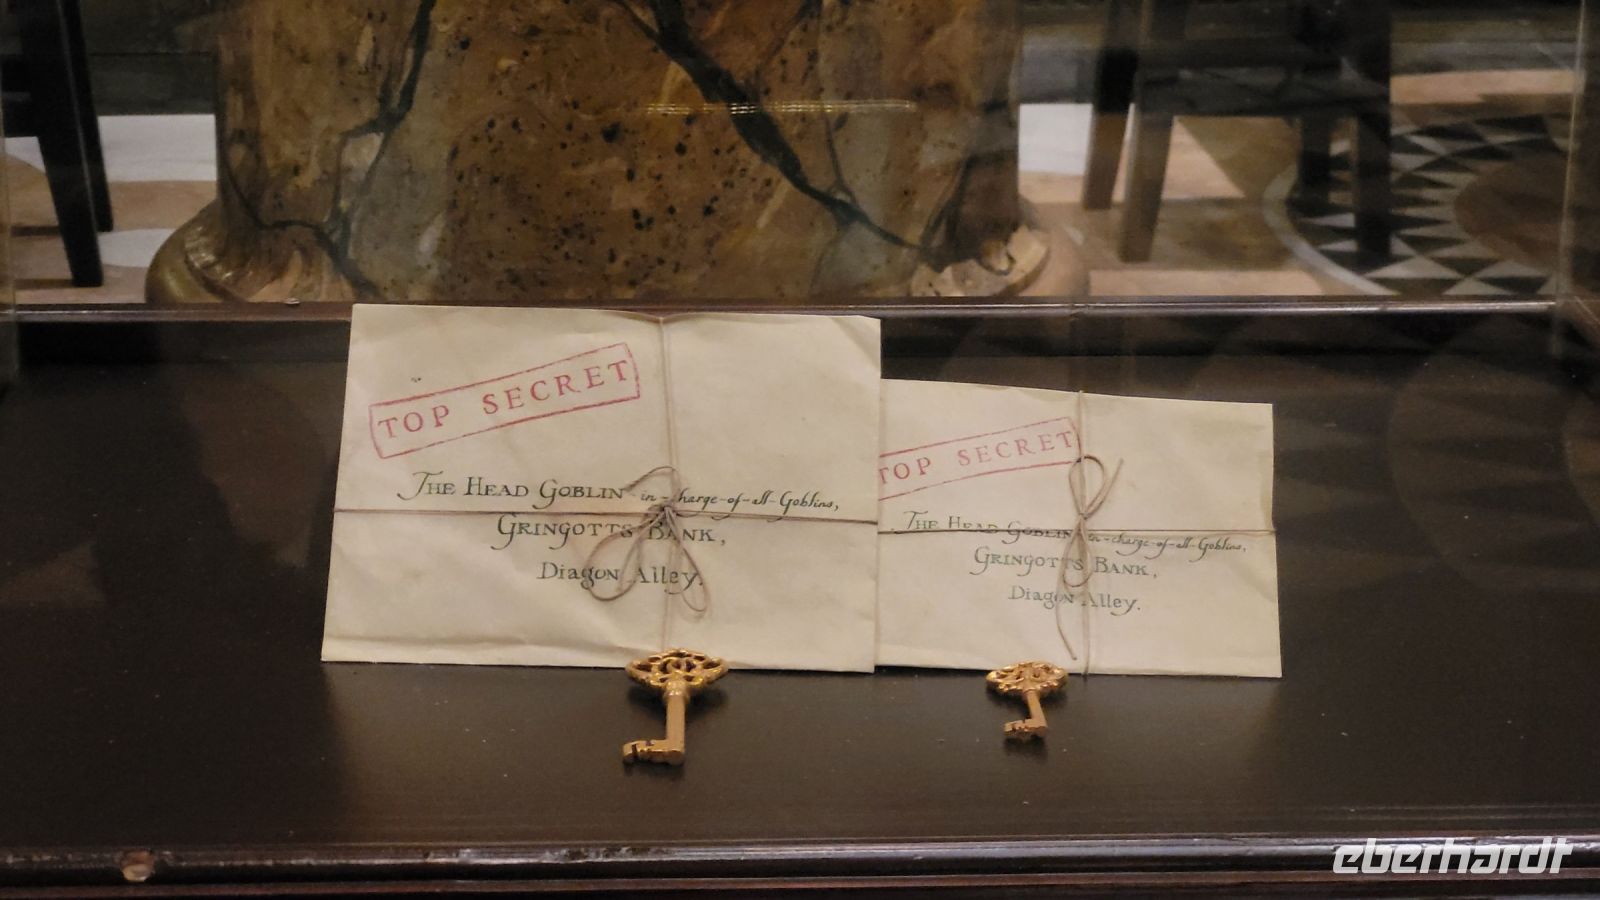 TOP SECRET
The Head Goblin-in-charge-of-all-Goblins,
Gringotts Bank,
Diagon Alley.
TOP SECRET
The Head Goblin-in-charge-of-all-Goblins,
Gringotts Bank,
Diagon Alley.
eberhardt